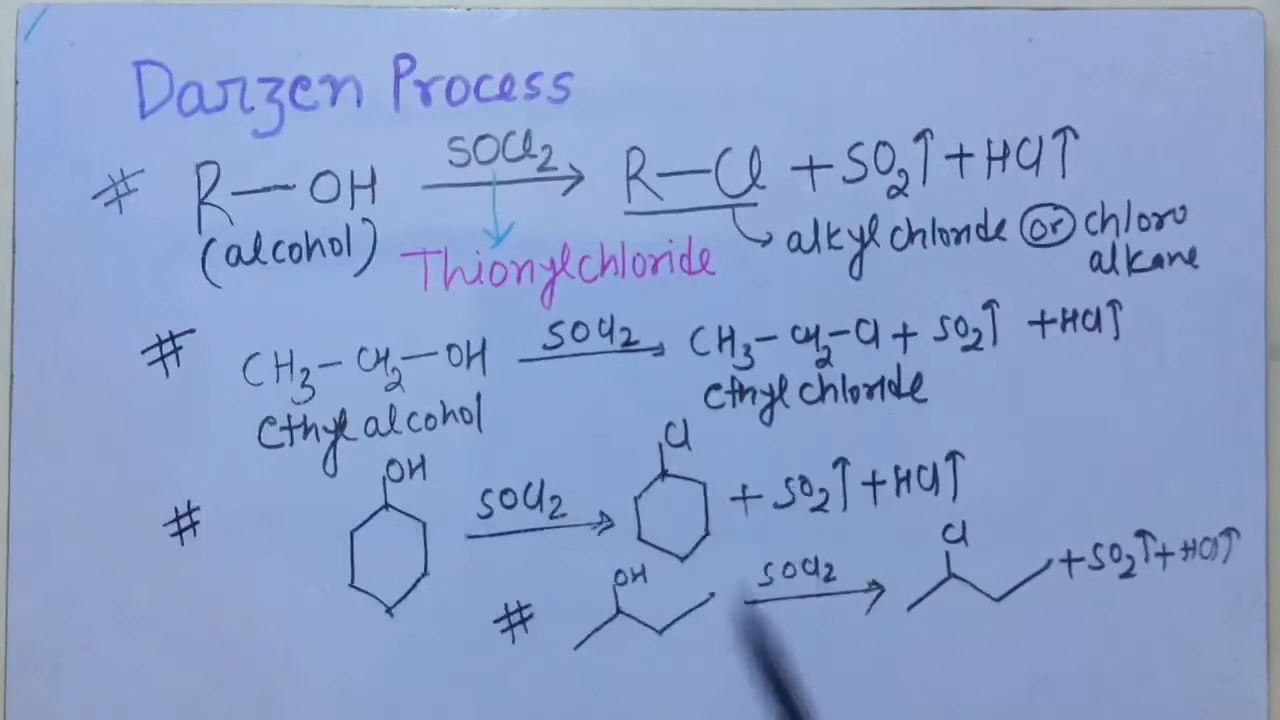 Darzen Process
# R—OH SOCl₂ R—Cl + SO₂↑ + HCl↑
(alcohol) Thionylchloride alkyl chloride or chloro
alkane
# CH₃—CH₂—OH SOCl₂ CH₃—CH₂—Cl + SO₂↑ + HCl↑
Ethyl alcohol Ethyl chloride
# OH SOCl₂ Cl + SO₂↑ + HCl↑
# OH SOCl₂ Cl + SO₂↑ + HCl↑